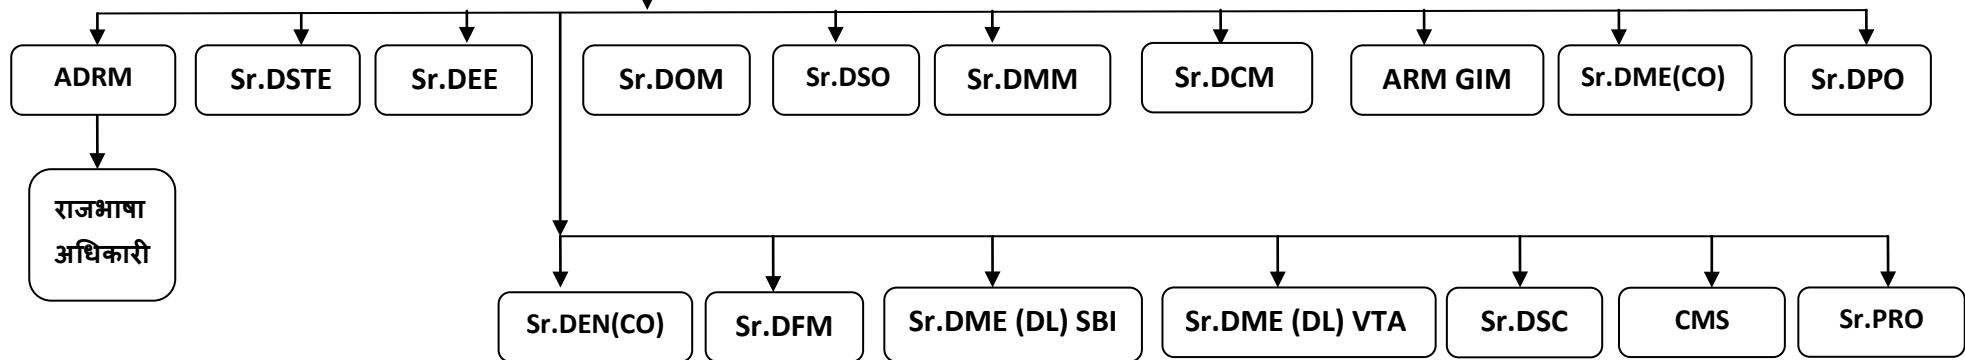 ADRM
Sr.DSTE
Sr.DEE
Sr.DOM
Sr.DSO
Sr.DMM
Sr.DCM
ARM GIM
Sr.DME(CO)
Sr.DPO
राजभाषा
अधिकारी
Sr.DEN(CO)
Sr.DFM
Sr.DME (DL) SBI
Sr.DME (DL) VTA
Sr.DSC
CMS
Sr.PRO